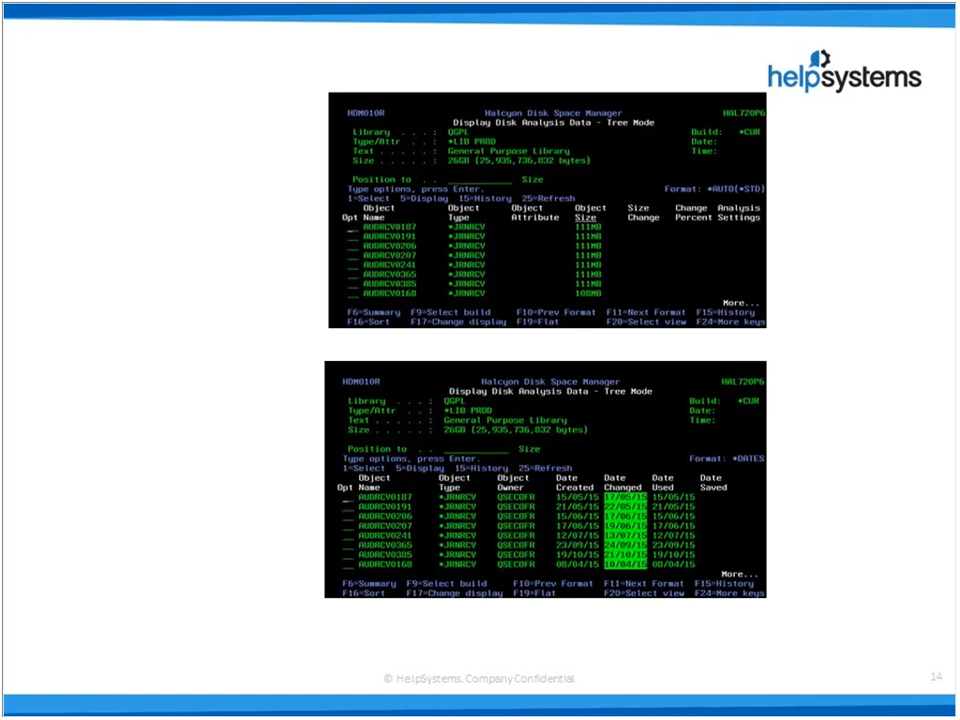 helpsystems
HDM010R Halcyon Disk Space Manager HAL720P6
Display Disk Analysis Data - Tree Mode
Library . . . : QGPL Build: *CUR
Type/Attr . . : *LIB PROD Date:
Text . . . . . : General Purpose Library Time:
Size . . . . . : 26GB (25,935,736,832 bytes)
Position to . . Size
Type options, press Enter. Format: *AUTO(*STD)
1=Select 5=Display 15=History 25=Refresh
Object Object Object Object Size Change Analysis
Opt Name Type Attribute Size Change Percent Settings
AUDRCV0187 *JRNRCV 111MB
AUDRCV0191 *JRNRCV 111MB
AUDRCV0206 *JRNRCV 111MB
AUDRCV0207 *JRNRCV 111MB
AUDRCV0241 *JRNRCV 111MB
AUDRCV0365 *JRNRCV 111MB
AUDRCV0385 *JRNRCV 111MB
AUDRCV0168 *JRNRCV 108MB
More...
F6=Summary F9=Select build F10=Prev Format F11=Next Format F15=History
F16=Sort F17=Change display F19=Flat F20=Select view F24=More keys
HDM010R Halcyon Disk Space Manager HAL720P6
Display Disk Analysis Data - Tree Mode
Library . . . : QGPL Build: *CUR
Type/Attr . . : *LIB PROD Date:
Text . . . . . : General Purpose Library Time:
Size . . . . . : 26GB (25,935,736,832 bytes)
Position to . . Size
Type options, press Enter. Format: *DATES
1=Select 5=Display 15=History 25=Refresh
Object Object Object Date Date Date Date
Opt Name Type Owner Created Changed Used Saved
AUDRCV0187 *JRNRCV QSECOFR 15/05/15 17/05/15 15/05/15
AUDRCV0191 *JRNRCV QSECOFR 21/05/15 22/05/15 21/05/15
AUDRCV0206 *JRNRCV QSECOFR 15/06/15 17/06/15 15/06/15
AUDRCV0207 *JRNRCV QSECOFR 17/06/15 19/06/15 17/06/15
AUDRCV0241 *JRNRCV QSECOFR 12/07/15 13/07/15 12/07/15
AUDRCV0365 *JRNRCV QSECOFR 23/09/15 24/09/15 23/09/15
AUDRCV0385 *JRNRCV QSECOFR 19/10/15 21/10/15 19/10/15
AUDRCV0168 *JRNRCV QSECOFR 08/04/15 10/04/15 08/04/15
More...
F6=Summary F9=Select build F10=Prev Format F11=Next Format F15=History
F16=Sort F17=Change display F19=Flat F20=Select view F24=More keys
© HelpSystems. Company Confidential.
14